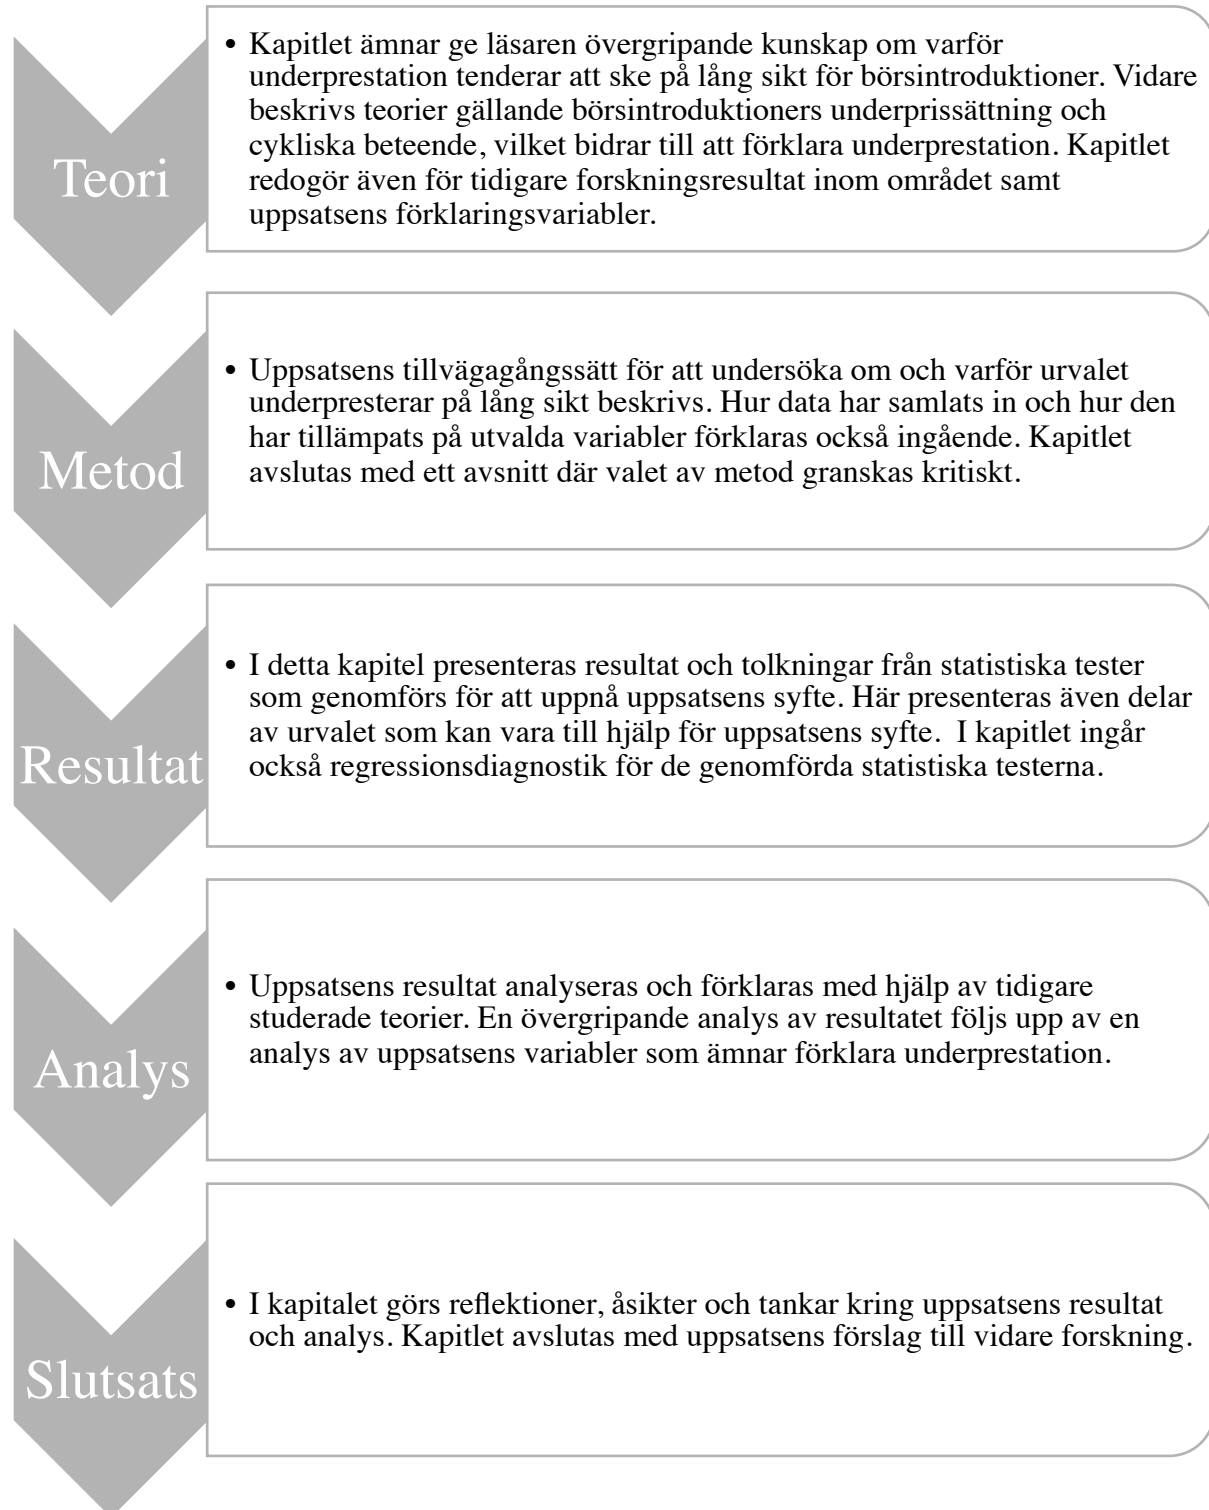 Teori
• Kapitlet ämnar ge läsaren övergripande kunskap om varför
underprestation tenderar att ske på lång sikt för börsintroduktioner. Vidare
beskrivs teorier gällande börsintroduktioners underprissättning och
cykliska beteende, vilket bidrar till att förklara underprestation. Kapitlet
redogör även för tidigare forskningsresultat inom området samt
uppsatsens förklaringsvariabler.
Metod
• Uppsatsens tillvägagångssätt för att undersöka om och varför urvalet
underpresterar på lång sikt beskrivs. Hur data har samlats in och hur den
har tillämpats på utvalda variabler förklaras också ingående. Kapitlet
avslutas med ett avsnitt där valet av metod granskas kritiskt.
Resultat
• I detta kapitel presenteras resultat och tolkningar från statistiska tester
som genomförs för att uppnå uppsatsens syfte. Här presenteras även delar
av urvalet som kan vara till hjälp för uppsatsens syfte.  I kapitlet ingår
också regressionsdiagnostik för de genomförda statistiska testerna.
Analys
• Uppsatsens resultat analyseras och förklaras med hjälp av tidigare
studerade teorier. En övergripande analys av resultatet följs upp av en
analys av uppsatsens variabler som ämnar förklara underprestation.
Slutsats
• I kapitalet görs reflektioner, åsikter och tankar kring uppsatsens resultat
och analys. Kapitlet avslutas med uppsatsens förslag till vidare forskning.